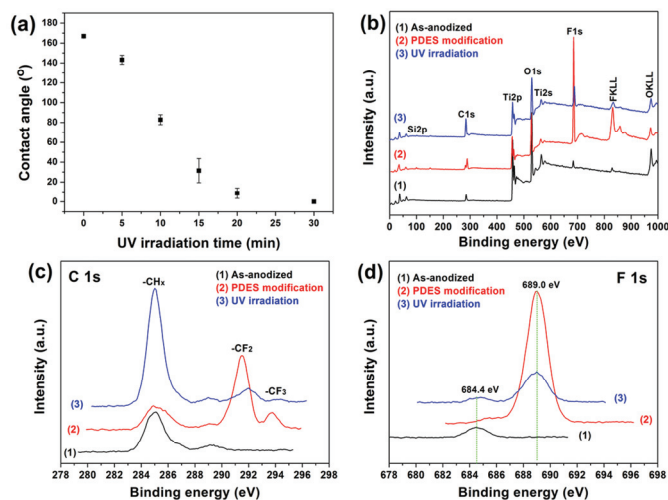 (a)
Contact angle (°)
180
160
140
120
100
80
60
40
20
0
0 5 10 15 20 25 30
UV irradiation time (min)
(b)
(1) As-anodized
(2) PDES modification
(3) UV irradiation
F1s
O1s
Ti2p
Ti2s
C1s
Si2p
FKLL
OKLL
(3)
(2)
(1)
Intensity (a.u.)
0 100 200 300 400 500 600 700 800 900 1000
Binding energy (eV)
(c)
C 1s
(1) As-anodized
(2) PDES modification
(3) UV irradiation
-CHx
-CF2
-CF3
(3)
(2)
(1)
Intensity (a.u.)
278 280 282 284 286 288 290 292 294 296 298
Binding energy (eV)
(d)
F 1s
(1) As-anodized
(2) PDES modification
(3) UV irradiation
689.0 eV
684.4 eV
(3)
(2)
(1)
Intensity (a.u.)
678 680 682 684 686 688 690 692 694 696 698
Binding energy (eV)